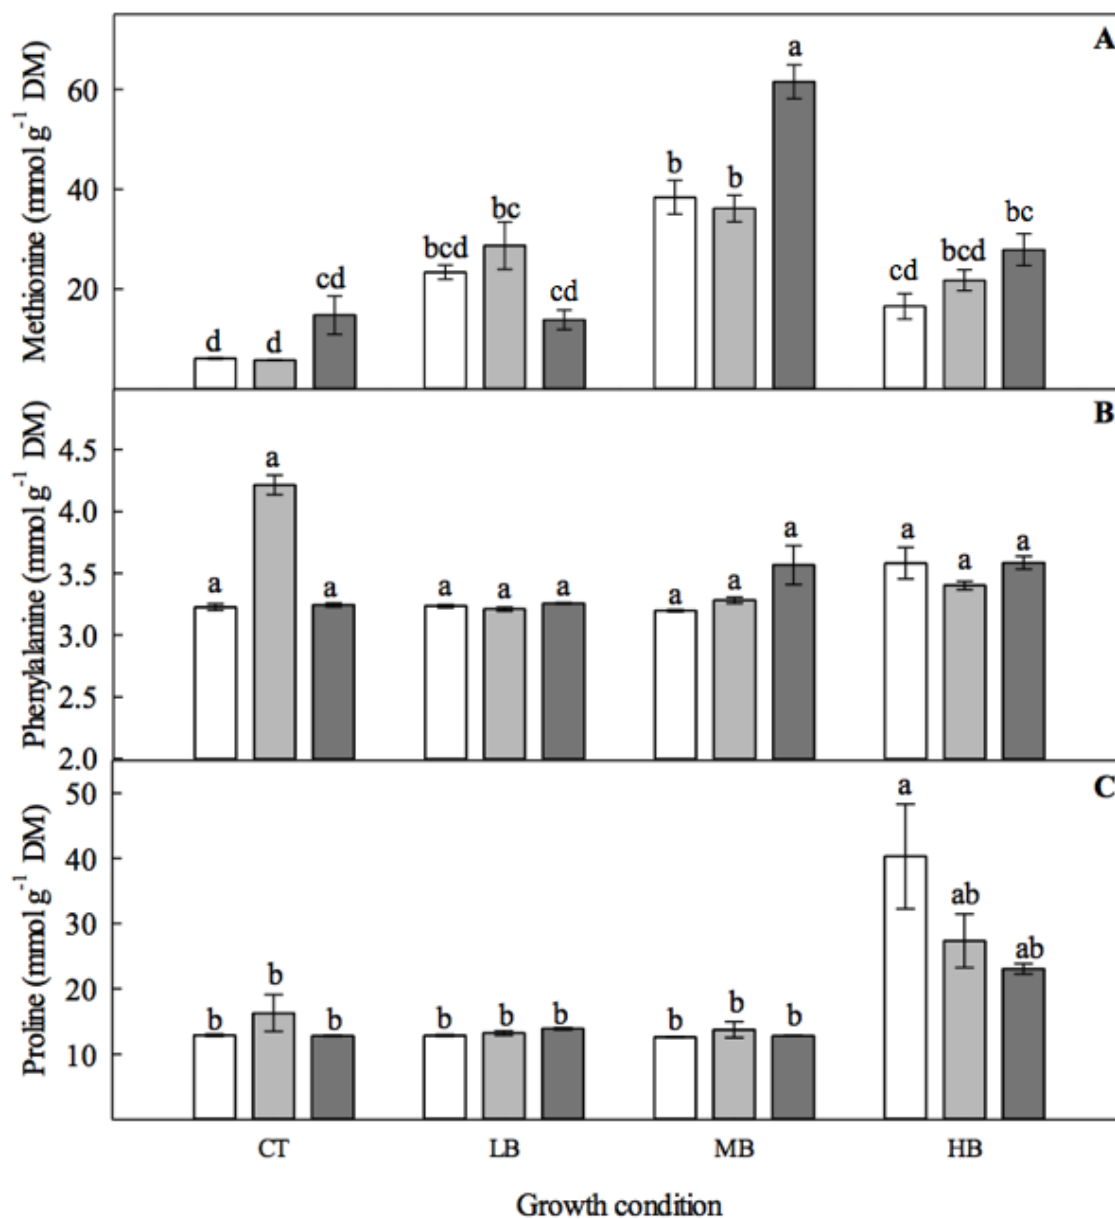 A
Methionine (mmol g⁻¹ DM)
60
40
20
d d cd
bcd bc cd
b b a
cd bcd bc
B
Phenylalanine (mmol g⁻¹ DM)
4.5
4.0
3.5
3.0
2.5
2.0
a a a
a a a
a a a
a a a
C
Proline (mmol g⁻¹ DM)
50
40
30
20
10
b b b
b b b
b b b
a ab ab
CT LB MB HB
Growth condition